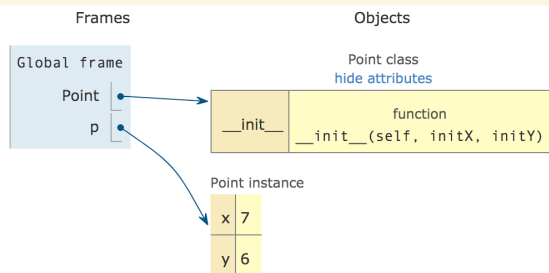 Frames
Objects
Global frame
Point
p
Point class
hide attributes
__init__
function
__init__(self, initX, initY)
Point instance
x 7
y 6